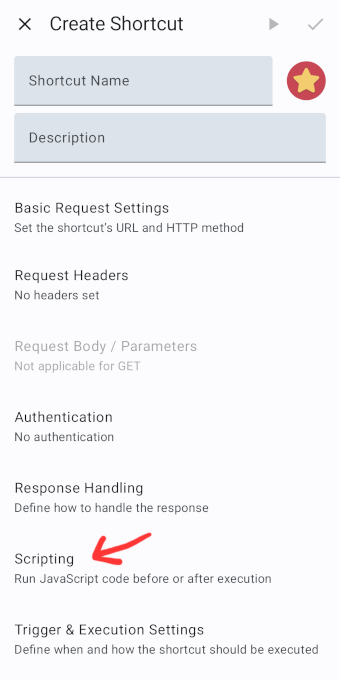 Create Shortcut
Shortcut Name
Description
Basic Request Settings
Set the shortcut's URL and HTTP method
Request Headers
No headers set
Request Body / Parameters
Not applicable for GET
Authentication
No authentication
Response Handling
Define how to handle the response
Scripting
Run JavaScript code before or after execution
Trigger & Execution Settings
Define when and how the shortcut should be executed